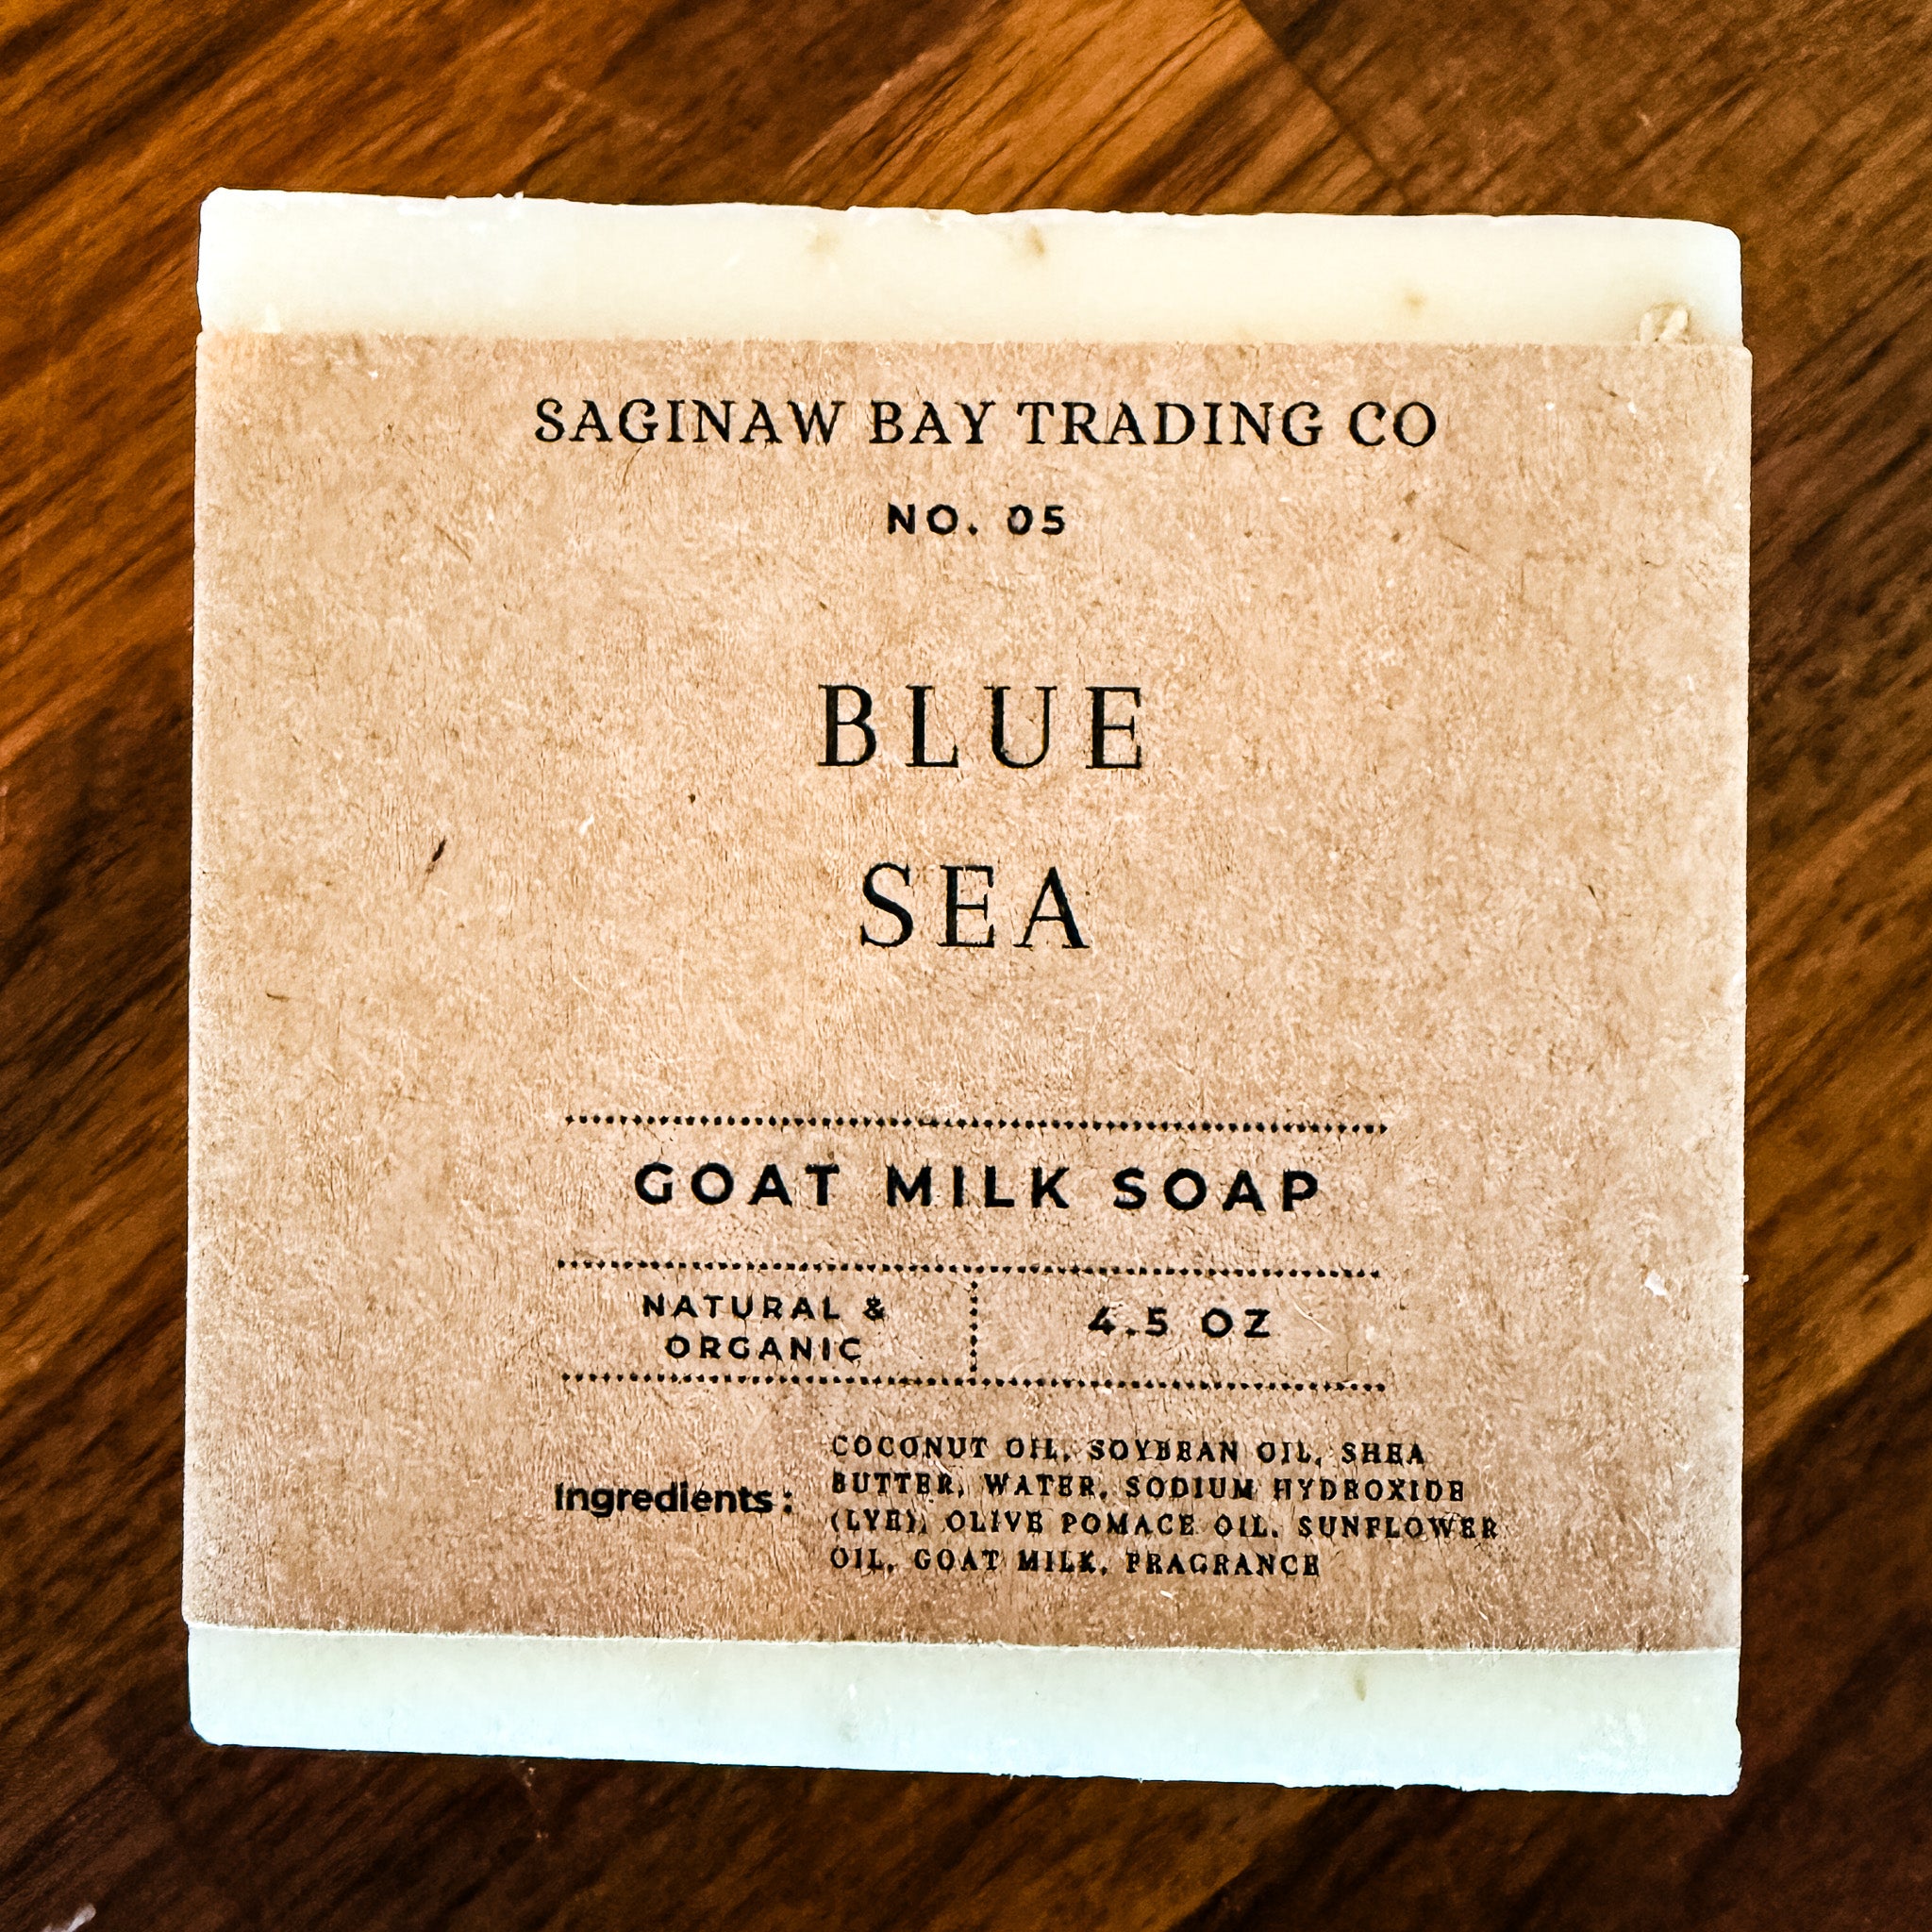 SAGINAW BAY TRADING CO
NO. 05
BLUE
SEA
GOAT MILK SOAP
NATURAL &
ORGANIC
4.5 OZ
Ingredients:
COCONUT OIL, SOYBEAN OIL, SHEA
BUTTER, WATER, SODIUM HYDROXIDE
(LYE), OLIVE POMACE OIL, SUNFLOWER
OIL, GOAT MILK, FRAGRANCE